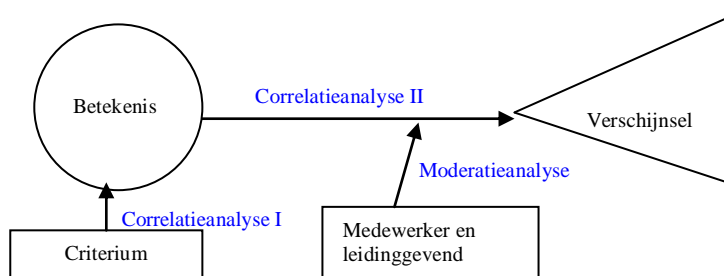 Betekenis
Correlatieanalyse II
Verschijnsel
Moderatieanalyse
Correlatieanalyse I
Criterium
Medewerker en
leidinggevend